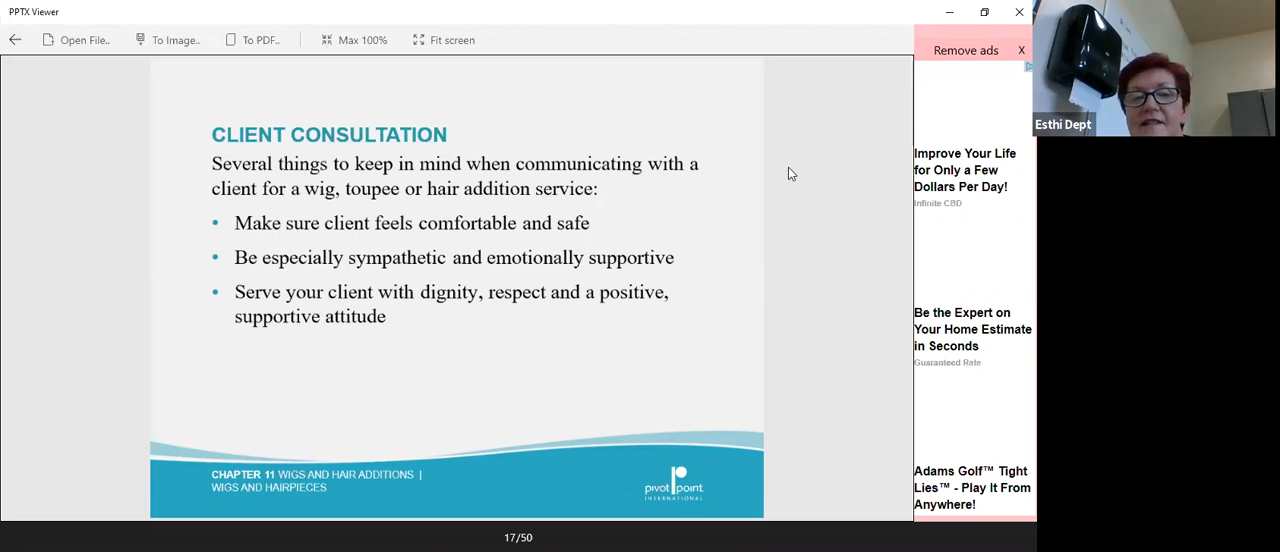 PPTX Viewer
Open File..
To Image..
To PDF..
Max 100%
Fit screen
Remove ads X
Esthi Dept
CLIENT CONSULTATION
Several things to keep in mind when communicating with a
client for a wig, toupee or hair addition service:
• Make sure client feels comfortable and safe
• Be especially sympathetic and emotionally supportive
• Serve your client with dignity, respect and a positive,
supportive attitude
CHAPTER 11 WIGS AND HAIR ADDITIONS |
WIGS AND HAIRPIECES
pivot point
INTERNATIONAL
17/50
Improve Your Life
for Only a Few
Dollars Per Day!
Infinite CBD
Be the Expert on
Your Home Estimate
in Seconds
Guaranteed Rate
Adams Golf™ Tight
Lies™ - Play It From
Anywhere!